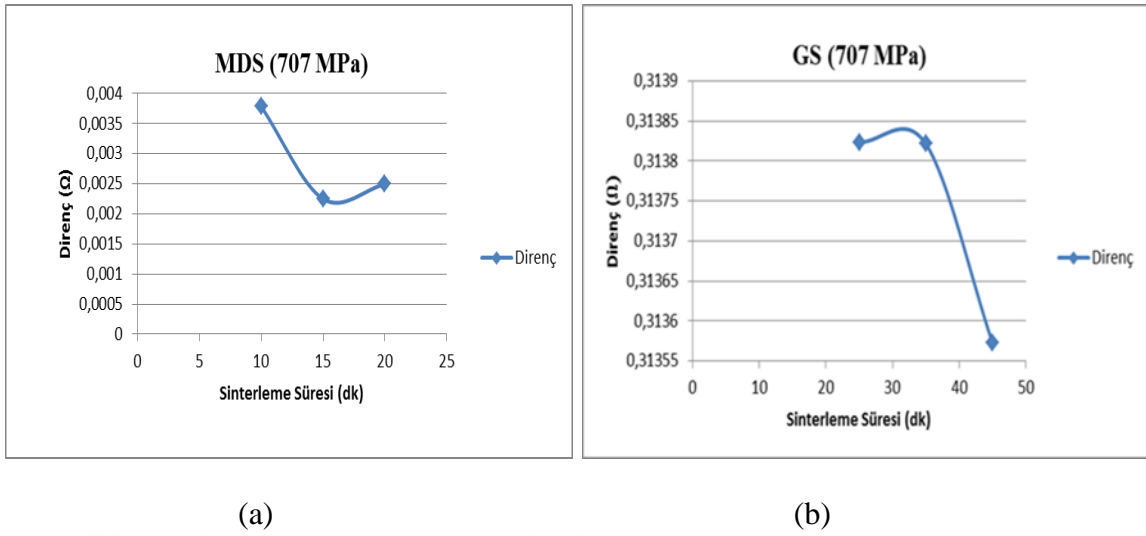 MDS (707 MPa)
Direnç (Ω)
0,004
0,0035
0,003
0,0025
0,002
0,0015
0,001
0,0005
0
0 5 10 15 20 25
Sinterleme Süresi (dk)
Direnç
GS (707 MPa)
Direnç (Ω)
0,3139
0,31385
0,3138
0,31375
0,3137
0,31365
0,3136
0,31355
0 10 20 30 40 50
Sinterleme Süresi (dk)
Direnç
(a)
(b)